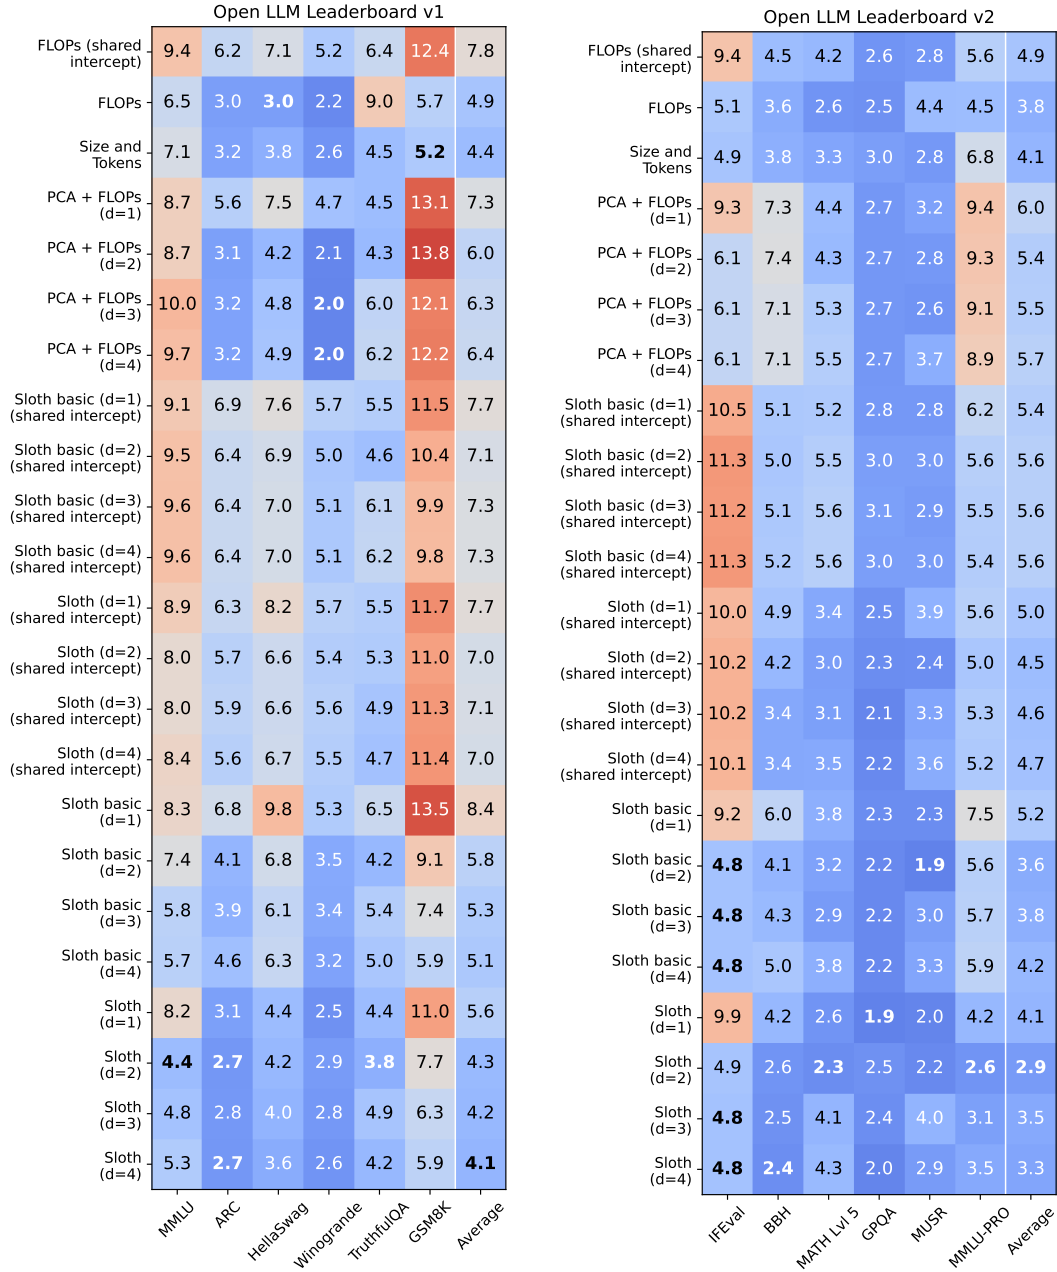 Open LLM Leaderboard v1
FLOPs (shared
intercept)
9.4 6.2 7.1 5.2 6.4 12.4 7.8
FLOPs
6.5 3.0 3.0 2.2 9.0 5.7 4.9
Size and
Tokens
7.1 3.2 3.8 2.6 4.5 5.2 4.4
PCA + FLOPs
(d=1)
8.7 5.6 7.5 4.7 4.5 13.1 7.3
PCA + FLOPs
(d=2)
8.7 3.1 4.2 2.1 4.3 13.8 6.0
PCA + FLOPs
(d=3)
10.0 3.2 4.8 2.0 6.0 12.1 6.3
PCA + FLOPs
(d=4)
9.7 3.2 4.9 2.0 6.2 12.2 6.4
Sloth basic (d=1)
(shared intercept)
9.1 6.9 7.6 5.7 5.5 11.5 7.7
Sloth basic (d=2)
(shared intercept)
9.5 6.4 6.9 5.0 4.6 10.4 7.1
Sloth basic (d=3)
(shared intercept)
9.6 6.4 7.0 5.1 6.1 9.9 7.3
Sloth basic (d=4)
(shared intercept)
9.6 6.4 7.0 5.1 6.2 9.8 7.3
Sloth (d=1)
(shared intercept)
8.9 6.3 8.2 5.7 5.5 11.7 7.7
Sloth (d=2)
(shared intercept)
8.0 5.7 6.6 5.4 5.3 11.0 7.0
Sloth (d=3)
(shared intercept)
8.0 5.9 6.6 5.6 4.9 11.3 7.1
Sloth (d=4)
(shared intercept)
8.4 5.6 6.7 5.5 4.7 11.4 7.0
Sloth basic
(d=1)
8.3 6.8 9.8 5.3 6.5 13.5 8.4
Sloth basic
(d=2)
7.4 4.1 6.8 3.5 4.2 9.1 5.8
Sloth basic
(d=3)
5.8 3.9 6.1 3.4 5.4 7.4 5.3
Sloth basic
(d=4)
5.7 4.6 6.3 3.2 5.0 5.9 5.1
Sloth
(d=1)
8.2 3.1 4.4 2.5 4.4 11.0 5.6
Sloth
(d=2)
4.4 2.7 4.2 2.9 3.8 7.7 4.3
Sloth
(d=3)
4.8 2.8 4.0 2.8 4.9 6.3 4.2
Sloth
(d=4)
5.3 2.7 3.6 2.6 4.2 5.9 4.1
MMLU ARC HellaSwag Winogrande TruthfulQA GSM8K Average
Open LLM Leaderboard v2
FLOPs (shared
intercept)
9.4 4.5 4.2 2.6 2.8 5.6 4.9
FLOPs
5.1 3.6 2.6 2.5 4.4 4.5 3.8
Size and
Tokens
4.9 3.8 3.3 3.0 2.8 6.8 4.1
PCA + FLOPs
(d=1)
9.3 7.3 4.4 2.7 3.2 9.4 6.0
PCA + FLOPs
(d=2)
6.1 7.4 4.3 2.7 2.8 9.3 5.4
PCA + FLOPs
(d=3)
6.1 7.1 5.3 2.7 2.6 9.1 5.5
PCA + FLOPs
(d=4)
6.1 7.1 5.5 2.7 3.7 8.9 5.7
Sloth basic (d=1)
(shared intercept)
10.5 5.1 5.2 2.8 2.8 6.2 5.4
Sloth basic (d=2)
(shared intercept)
11.3 5.0 5.5 3.0 3.0 5.6 5.6
Sloth basic (d=3)
(shared intercept)
11.2 5.1 5.6 3.1 2.9 5.5 5.6
Sloth basic (d=4)
(shared intercept)
11.3 5.2 5.6 3.0 3.0 5.4 5.6
Sloth (d=1)
(shared intercept)
10.0 4.9 3.4 2.5 3.9 5.6 5.0
Sloth (d=2)
(shared intercept)
10.2 4.2 3.0 2.3 2.4 5.0 4.5
Sloth (d=3)
(shared intercept)
10.2 3.4 3.1 2.1 3.3 5.3 4.6
Sloth (d=4)
(shared intercept)
10.1 3.4 3.5 2.2 3.6 5.2 4.7
Sloth basic
(d=1)
9.2 6.0 3.8 2.3 2.3 7.5 5.2
Sloth basic
(d=2)
4.8 4.1 3.2 2.2 1.9 5.6 3.6
Sloth basic
(d=3)
4.8 4.3 2.9 2.2 3.0 5.7 3.8
Sloth basic
(d=4)
4.8 5.0 3.8 2.2 3.3 5.9 4.2
Sloth
(d=1)
9.9 4.2 2.6 1.9 2.0 4.2 4.1
Sloth
(d=2)
4.9 2.6 2.3 2.5 2.2 2.6 2.9
Sloth
(d=3)
4.8 2.5 4.1 2.4 4.0 3.1 3.5
Sloth
(d=4)
4.8 2.4 4.3 2.0 2.9 3.5 3.3
IFEval BBH MATH Lvl 5 GPQA MUSR MMLU-PRO Average